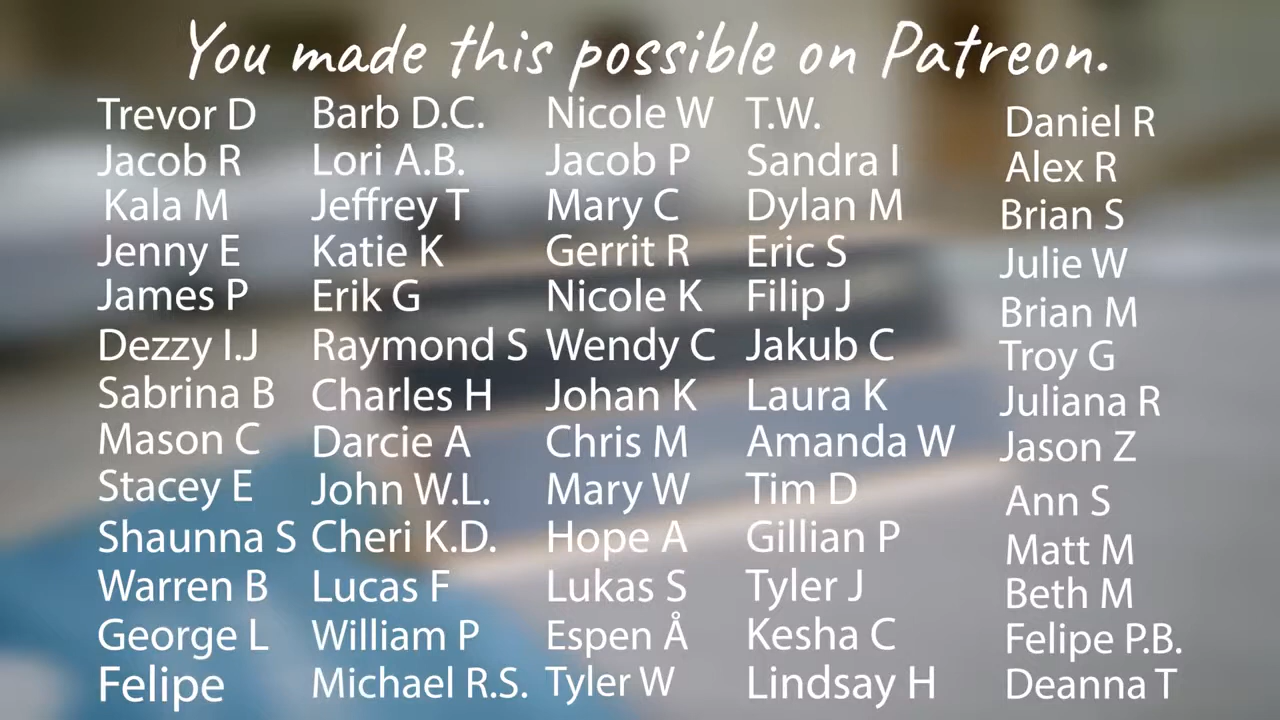 You made this possible on Patreon.
Trevor D
Jacob R
Kala M
Jenny E
James P
Dezzy I.J
Sabrina B
Mason C
Stacey E
Shaunna S
Warren B
George L
Felipe
Barb D.C.
Lori A.B.
Jeffrey T
Katie K
Erik G
Raymond S
Charles H
Darcie A
John W.L.
Cheri K.D.
Lucas F
William P
Michael R.S.
Nicole W
Jacob P
Mary C
Gerrit R
Nicole K
Wendy C
Johan K
Chris M
Mary W
Hope A
Lukas S
Espen Å
Tyler W
T.W.
Sandra I
Dylan M
Eric S
Filip J
Jakub C
Laura K
Amanda W
Tim D
Gillian P
Tyler J
Kesha C
Lindsay H
Daniel R
Alex R
Brian S
Julie W
Brian M
Troy G
Juliana R
Jason Z
Ann S
Matt M
Beth M
Felipe P.B.
Deanna T